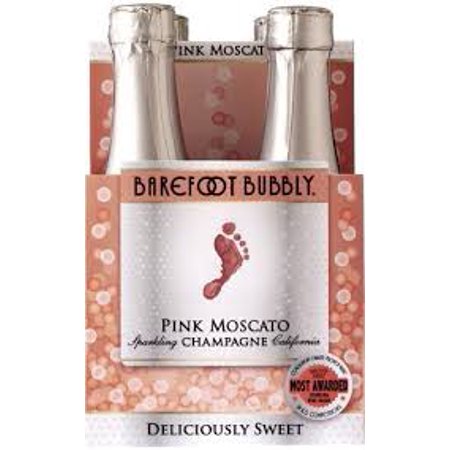 PINK MOSCATO
BAREFOOT BUBBLY.
PINK MOSCATO
Sparkling CHAMPAGNE California
MOST AWARDED
DELICIOUSLY SWEET